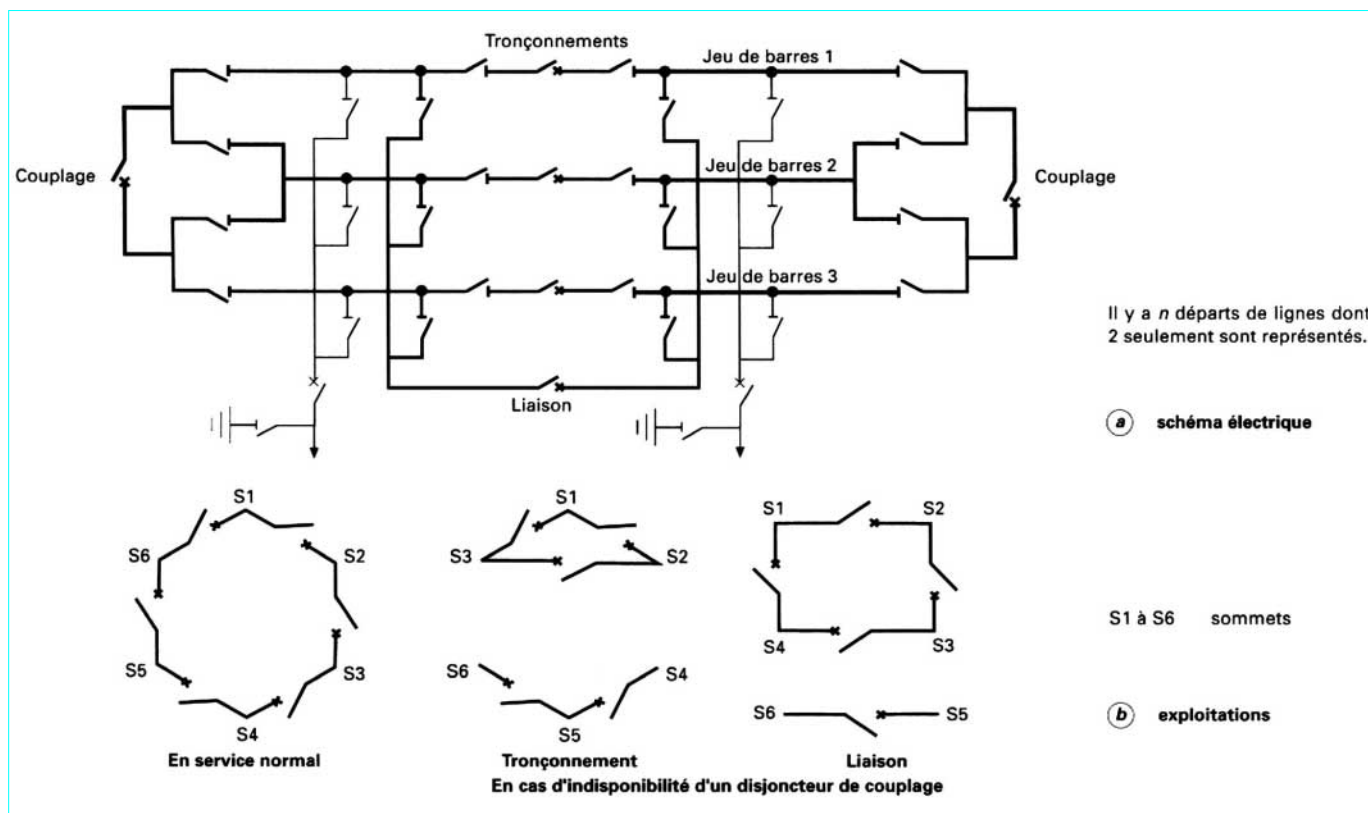 Tronçonnements
Jeu de barres 1
Couplage
Jeu de barres 2
Couplage
Jeu de barres 3
Liaison
Il y a n départs de lignes dont
2 seulement sont représentés.
a schéma électrique
S1
S6
S2
S5
S3
S4
En service normal
S1
S3
S2
S6
S4
S5
Tronçonnement
S1
S2
S4
S3
S6
S5
Liaison
En cas d'indisponibilité d'un disjoncteur de couplage
S1 à S6 sommets
b exploitations